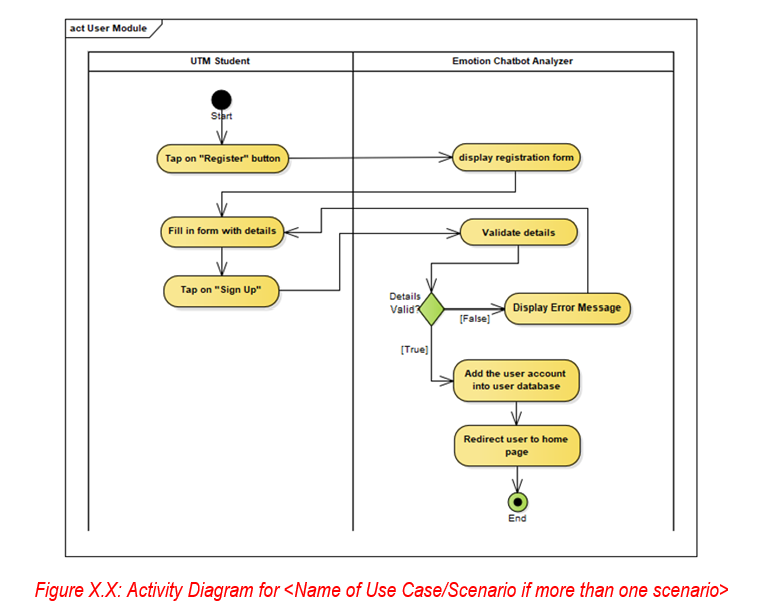 act User Module
UTM Student
Emotion Chatbot Analyzer
Start
Tap on "Register" button
display registration form
Fill in form with details
Validate details
Tap on "Sign Up"
Details
Valid?
[False]
Display Error Message
[True]
Add the user account
into user database
Redirect user to home
page
End
Figure X.X: Activity Diagram for <Name of Use Case/Scenario if more than one scenario>